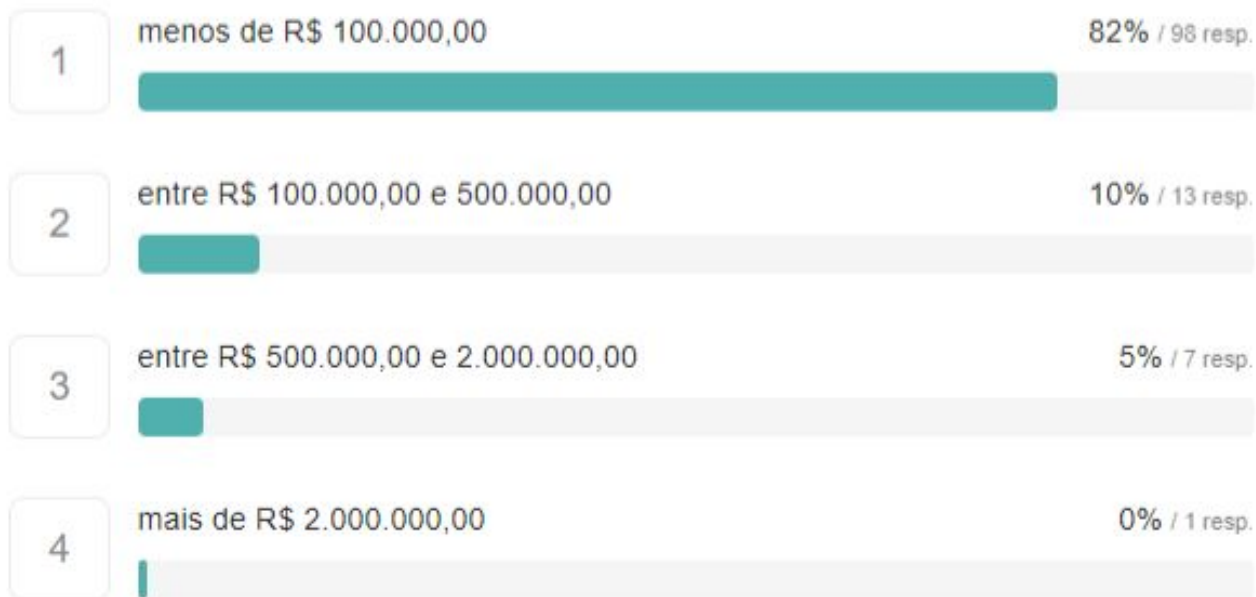 1
menos de R$ 100.000,00 82% / 98 resp.
2
entre R$ 100.000,00 e 500.000,00 10% / 13 resp.
3
entre R$ 500.000,00 e 2.000.000,00 5% / 7 resp.
4
mais de R$ 2.000.000,00 0% / 1 resp.